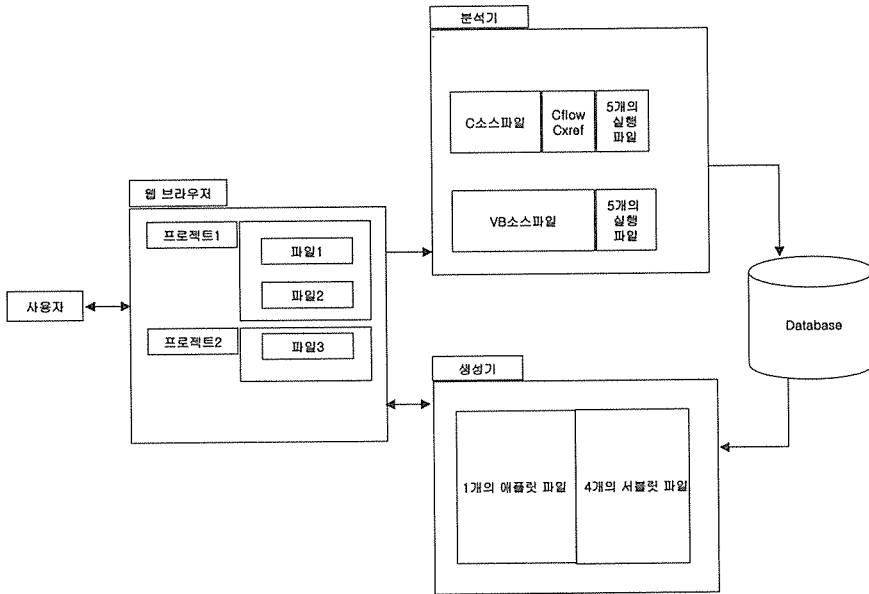 분석기
C소스파일
Cflow
Cxref
5개의
실행
파일
VB소스파일
5개의
실행
파일
웹 브라우저
프로젝트1
파일1
파일2
프로젝트2
파일3
사용자
Database
생성기
1개의 애플릿 파일
4개의 서블릿 파일